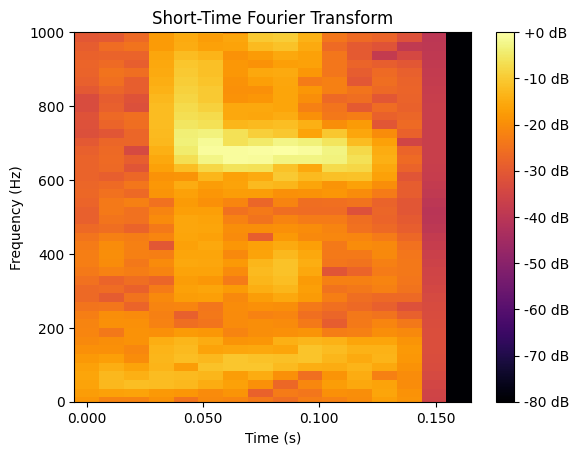 Short-Time Fourier Transform
1000
800
600
400
200
0
Frequency (Hz)
0.000
0.050
0.100
0.150
Time (s)
+0 dB
-10 dB
-20 dB
-30 dB
-40 dB
-50 dB
-60 dB
-70 dB
-80 dB